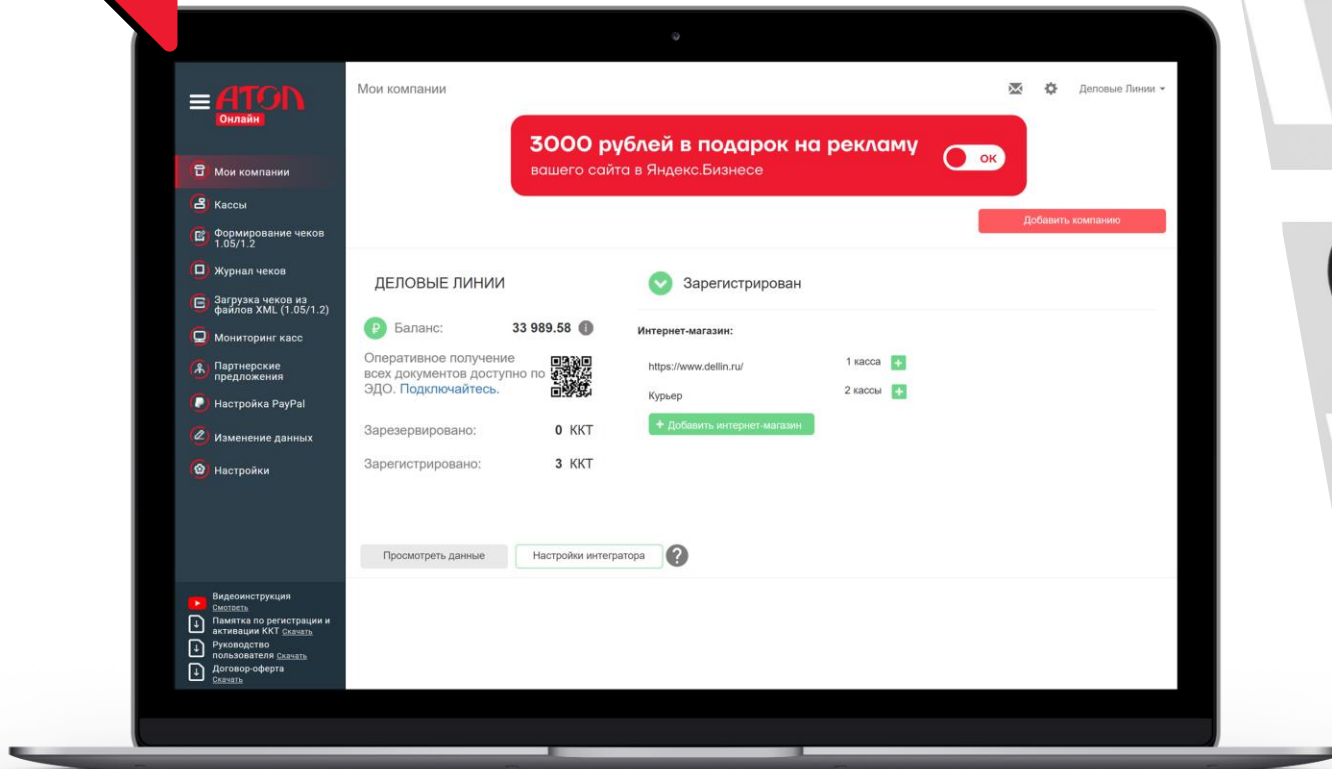 АТОЛ
Онлайн
Мои компании
Кассы
Формирование чеков
1.05/1.2
Журнал чеков
Загрузка чеков из
файлов XML (1.05/1.2)
Мониторинг касс
Партнерские
предложения
Настройка PayPal
Изменение данных
Настройки
Видеоинструкция
Смотреть
Памятка по регистрации и
активации ККТ Скачать
Руководство
пользователя Скачать
Договор-оферта
Скачать
Мои компании
Деловые Линии
3000 рублей в подарок на рекламу
вашего сайта в Яндекс.Бизнесе
ОК
Добавить компанию
ДЕЛОВЫЕ ЛИНИИ
Зарегистрирован
Баланс: 33 989.58
Оперативное получение
всех документов доступно по
ЭДО. Подключайтесь.
Зарезервировано: 0 ККТ
Зарегистрировано: 3 ККТ
Интернет-магазин:
https://www.dellin.ru/ 1 касса +
Курьер 2 кассы +
+ Добавить интернет-магазин
Просмотреть данные
Настройки интегратора ?